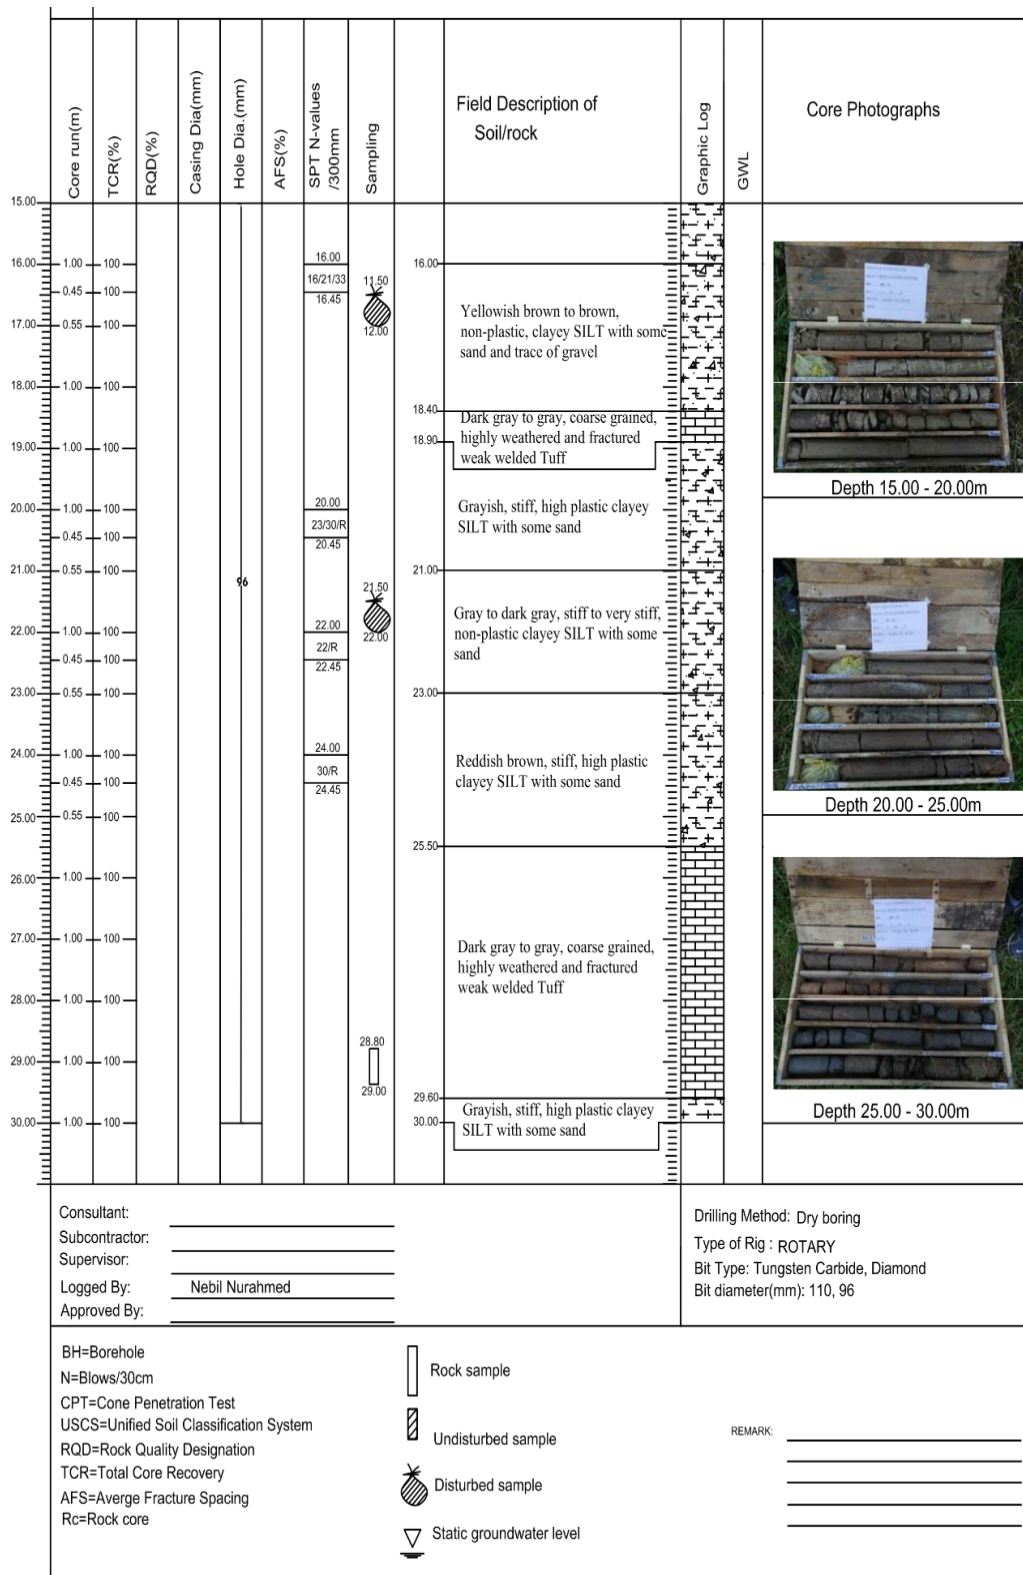 Core run(m)
TCR(%)
RQD(%)
Casing Dia(mm)
Hole Dia.(mm)
AFS(%)
SPT N-values
/300mm
Sampling
Field Description of
Soil/rock
Graphic Log
GWL
Core Photographs
15.00
16.00
17.00
18.00
19.00
20.00
21.00
22.00
23.00
24.00
25.00
26.00
27.00
28.00
29.00
30.00
1.00 100
0.45 100
0.55 100
1.00 100
1.00 100
1.00 100
0.45 100
0.55 100
1.00 100
0.45 100
0.55 100
1.00 100
0.45 100
0.55 100
1.00 100
1.00 100
1.00 100
1.00 100
1.00 100
96
16.00
16/21/33
16.45
20.00
23/30/R
20.45
22.00
22/R
22.45
24.00
30/R
24.45
11.50
12.00
21.50
22.00
28.80
29.00
16.00
Yellowish brown to brown,
non-plastic, clayey SILT with some
sand and trace of gravel
18.40
Dark gray to gray, coarse grained,
highly weathered and fractured
weak welded Tuff
18.90
Grayish, stiff, high plastic clayey
SILT with some sand
21.00
Gray to dark gray, stiff to very stiff,
non-plastic clayey SILT with some
sand
23.00
Reddish brown, stiff, high plastic
clayey SILT with some sand
25.50
Dark gray to gray, coarse grained,
highly weathered and fractured
weak welded Tuff
29.60
Grayish, stiff, high plastic clayey
SILT with some sand
30.00
Depth 15.00 - 20.00m
Depth 20.00 - 25.00m
Depth 25.00 - 30.00m
Consultant:
Subcontractor:
Supervisor:
Logged By: Nebil Nurahmed
Approved By:
Drilling Method: Dry boring
Type of Rig : ROTARY
Bit Type: Tungsten Carbide, Diamond
Bit diameter(mm): 110, 96
BH=Borehole
N=Blows/30cm
CPT=Cone Penetration Test
USCS=Unified Soil Classification System
RQD=Rock Quality Designation
TCR=Total Core Recovery
AFS=Averge Fracture Spacing
Rc=Rock core
Rock sample
Undisturbed sample
Disturbed sample
Static groundwater level
REMARK: